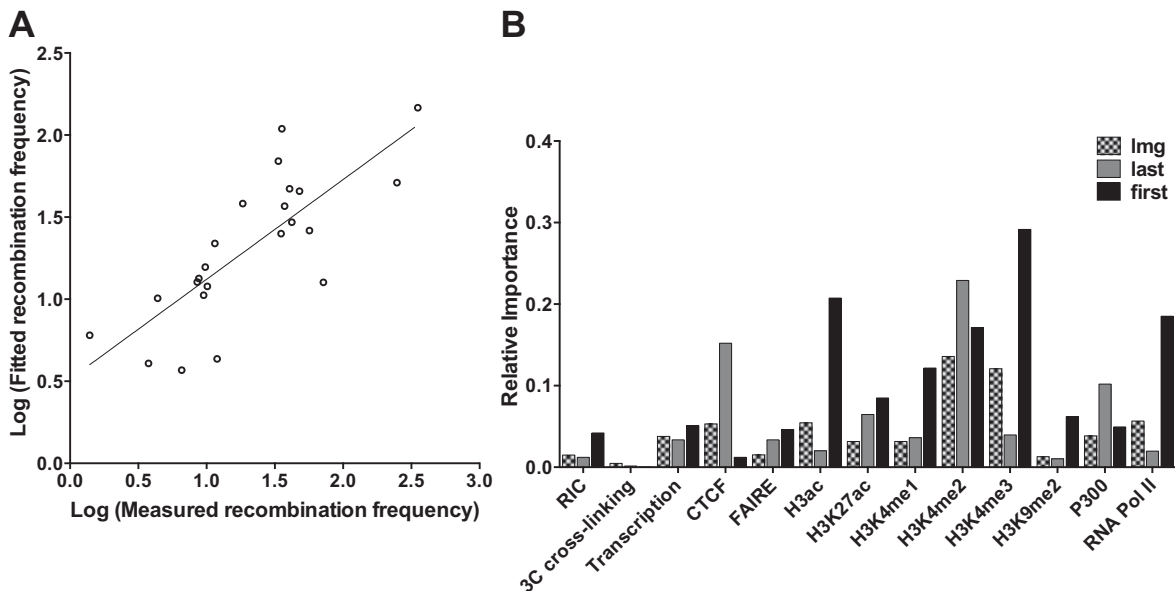 A
B
2.5
2.0
1.5
1.0
0.5
0.0
0.0 0.5 1.0 1.5 2.0 2.5 3.0
Log (Fitted recombination frequency)
Log (Measured recombination frequency)
0.4
0.3
0.2
0.1
0.0
Relative Importance
lmg
last
first
RIC
3C cross-linking
Transcription
CTCF
FAIRE
H3ac
H3K27ac
H3K4me1
H3K4me2
H3K4me3
H3K9me2
P300
RNA Pol II